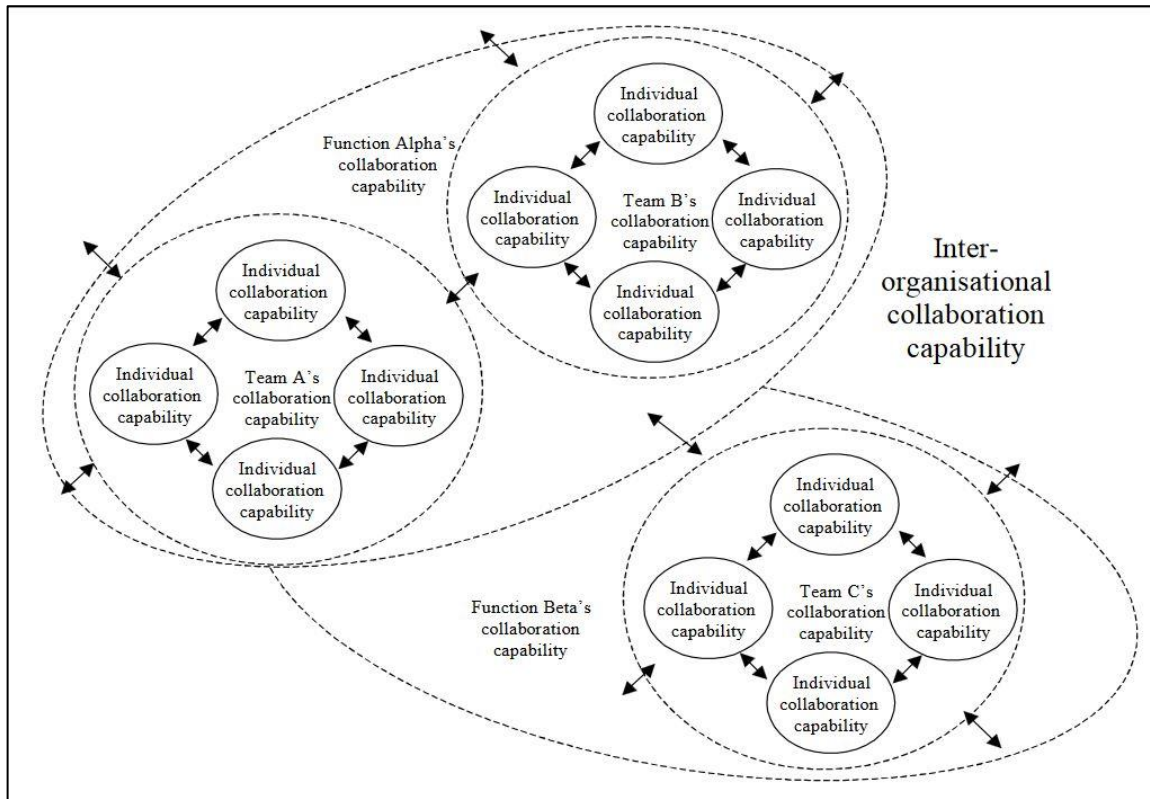 Individual
collaboration
capability
Function Alpha's
collaboration
capability
Individual
collaboration
capability
Team B's
collaboration
capability
Individual
collaboration
capability
Individual
collaboration
capability
Inter-
organisational
collaboration
capability
Individual
collaboration
capability
Individual
collaboration
capability
Team A's
collaboration
capability
Individual
collaboration
capability
Individual
collaboration
capability
Individual
collaboration
capability
Function Beta's
collaboration
capability
Individual
collaboration
capability
Team C's
collaboration
capability
Individual
collaboration
capability
Individual
collaboration
capability